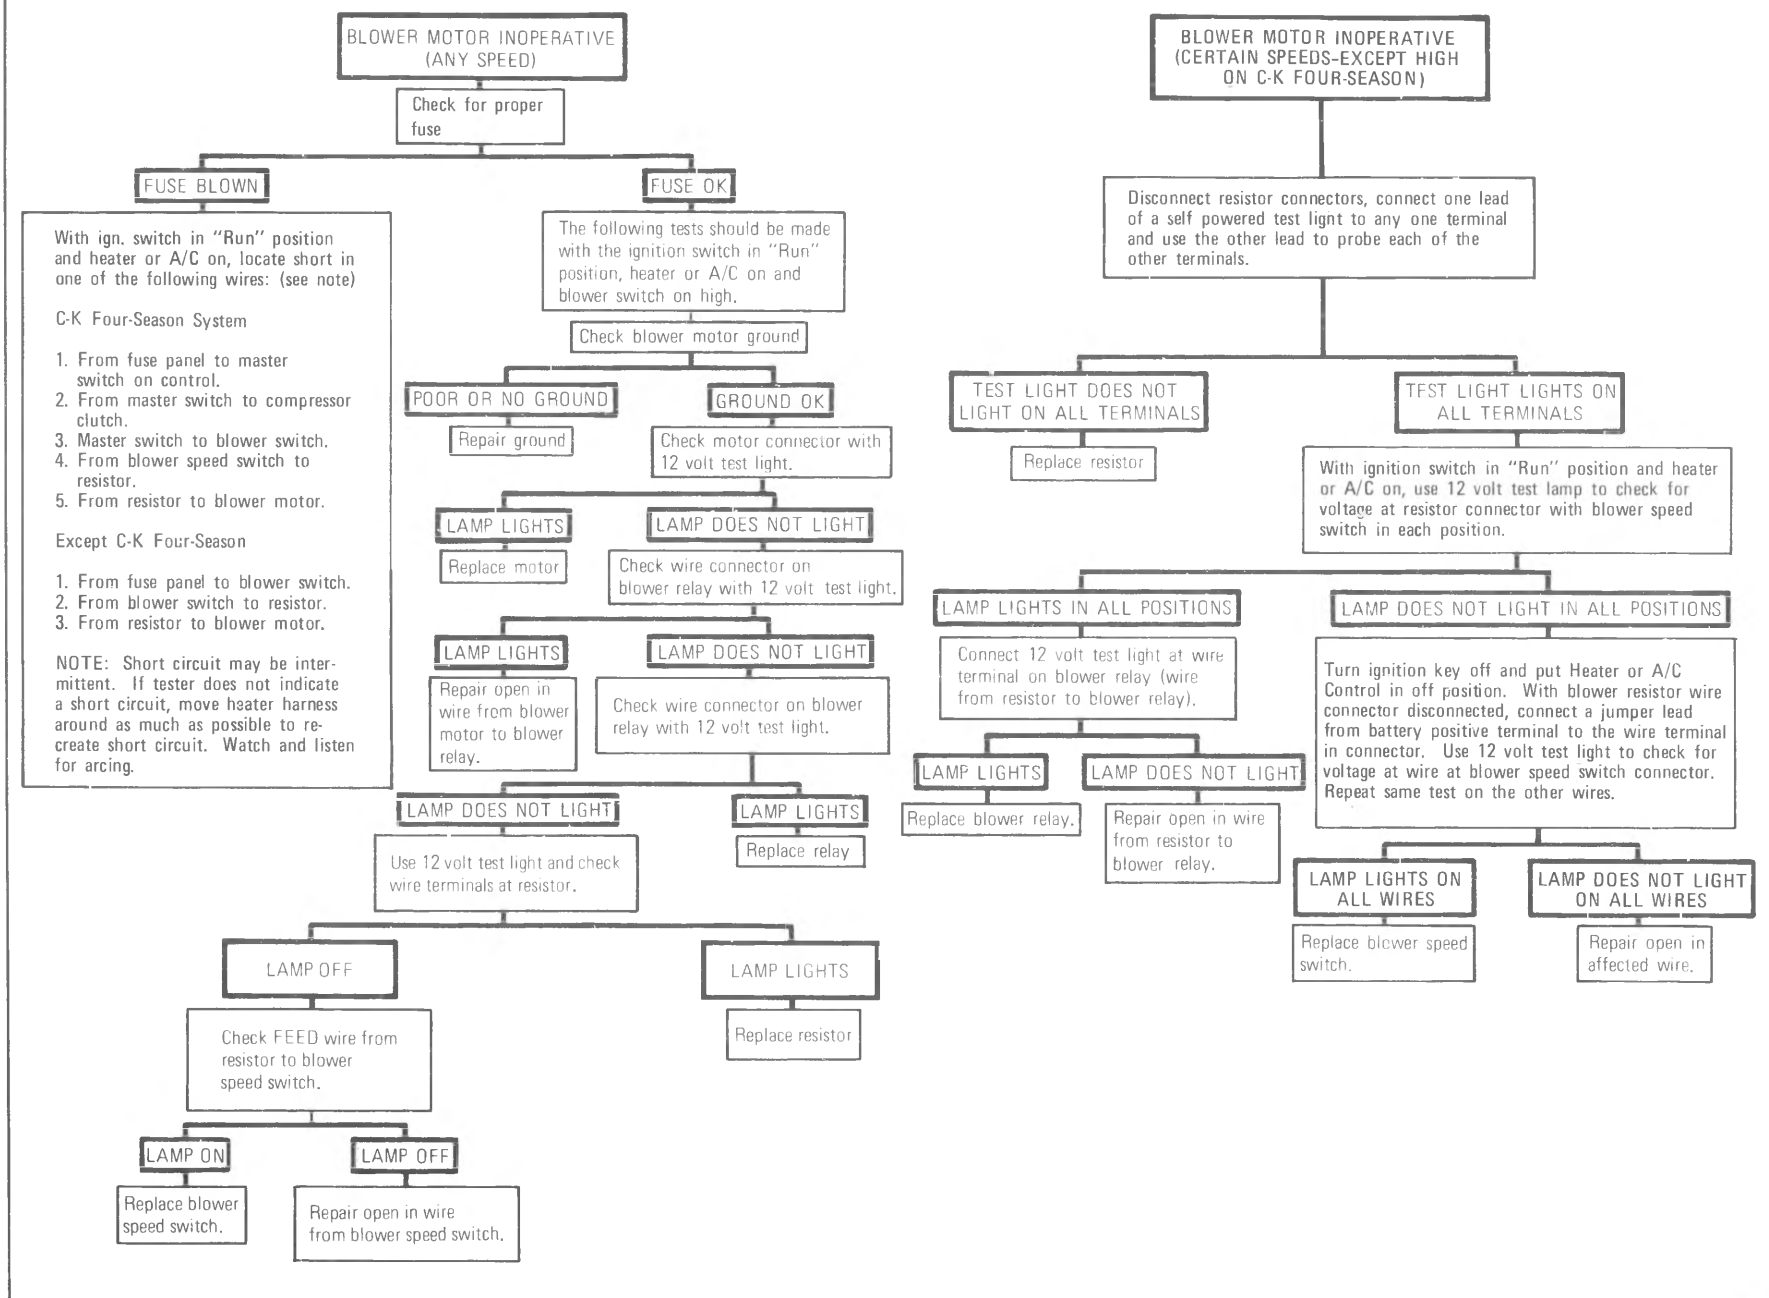 BLOWER MOTOR INOPERATIVE
(ANY SPEED)
Check for proper
fuse
FUSE BLOWN
With ign. switch in "Run" position
and heater or A/C on, locate short in
one of the following wires: (see note)
C-K Four-Season System
1. From fuse panel to master
switch on control.
2. From master switch to compressor
clutch.
3. Master switch to blower switch.
4. From blower speed switch to
resistor.
5. From resistor to blower motor.
Except C-K Four-Season
1. From fuse panel to blower switch.
2. From blower switch to resistor.
3. From resistor to blower motor.
NOTE: Short circuit may be inter-
mittent. If tester does not indicate
a short circuit, move heater harness
around as much as possible to re-
create short circuit. Watch and listen
for arcing.
FUSE OK
The following tests should be made
with the ignition switch in "Run"
position, heater or A/C on and
blower switch on high.
Check blower motor ground
POOR OR NO GROUND
Repair ground
GROUND OK
Check motor connector with
12 volt test light.
LAMP LIGHTS
Replace motor
LAMP DOES NOT LIGHT
Check wire connector on
blower relay with 12 volt test light.
LAMP LIGHTS
Repair open in
wire from blower
motor to blower
relay.
LAMP DOES NOT LIGHT
Check wire connector on blower
relay with 12 volt test light.
LAMP DOES NOT LIGHT
Use 12 volt test light and check
wire terminals at resistor.
LAMP LIGHTS
Replace relay
LAMP OFF
Check FEED wire from
resistor to blower
speed switch.
LAMP LIGHTS
Replace resistor
LAMP ON
Replace blower
speed switch.
LAMP OFF
Repair open in wire
from blower speed switch.
BLOWER MOTOR INOPERATIVE
(CERTAIN SPEEDS-EXCEPT HIGH
ON C-K FOUR-SEASON)
Disconnect resistor connectors, connect one lead
of a self powered test light to any one terminal
and use the other lead to probe each of the
other terminals.
TEST LIGHT DOES NOT
LIGHT ON ALL TERMINALS
Replace resistor
TEST LIGHT LIGHTS ON
ALL TERMINALS
With ignition switch in "Run" position and heater
or A/C on, use 12 volt test lamp to check for
voltage at resistor connector with blower speed
switch in each position.
LAMP LIGHTS IN ALL POSITIONS
Connect 12 volt test light at wire
terminal on blower relay (wire
from resistor to blower relay).
LAMP LIGHTS
Replace blower relay.
LAMP DOES NOT LIGHT
Repair open in wire
from resistor to
blower relay.
LAMP DOES NOT LIGHT IN ALL POSITIONS
Turn ignition key off and put Heater or A/C
Control in off position. With blower resistor wire
connector disconnected, connect a jumper lead
from battery positive terminal to the wire terminal
in connector. Use 12 volt test light to check for
voltage at wire at blower speed switch connector.
Repeat same test on the other wires.
LAMP LIGHTS ON
ALL WIRES
Replace blower speed
switch.
LAMP DOES NOT LIGHT
ON ALL WIRES
Repair open in
affected wire.